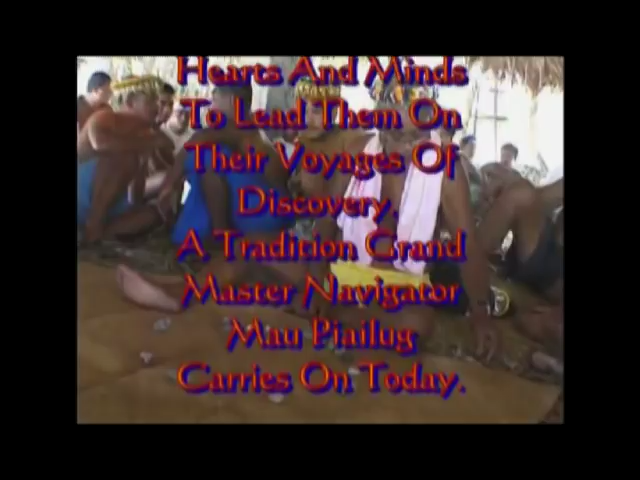 Hearts And Minds
To Lead Them On
Their Voyages Of
Discovery.
A Tradition Grand
Master Navigator
Mau Piailug
Carries On Today.